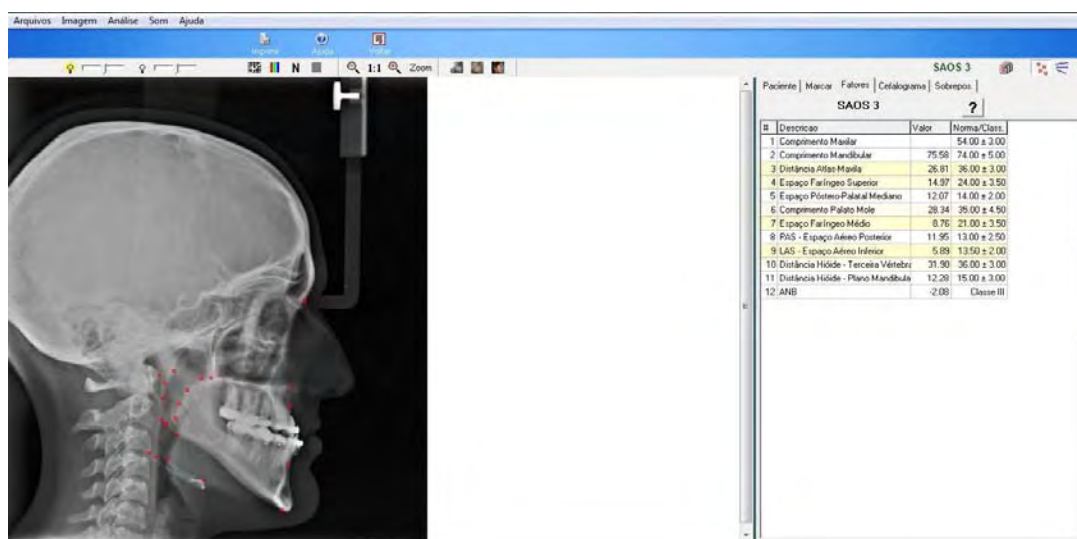 Arquivos Imagem Análise Som Ajuda
Imprime Ajuda Voltar
N 1:1 Zoom SAOS 3
Paciente Marcar Fatores Cefalograma Sobrepos.
SAOS 3 ?
# Descricao Valor Norma/Class.
1 Comprimento Maxilar 54.00 ± 3.00
2 Comprimento Mandibular 75.58 74.00 ± 5.00
3 Distância Atlas-Maxila 26.81 36.00 ± 3.00
4 Espaço Faríngeo Superior 14.97 24.00 ± 3.50
5 Espaço Póstero-Palatal Mediano 12.07 14.00 ± 2.00
6 Comprimento Palato Mole 28.34 35.00 ± 4.50
7 Espaço Faríngeo Médio 8.76 21.00 ± 3.50
8 PAS - Espaço Aéreo Posterior 11.95 13.00 ± 2.50
9 LAS - Espaço Aéreo Inferior 5.89 13.50 ± 2.00
10 Distância Hióide - Terceira Vértebra 31.90 36.00 ± 3.00
11 Distância Hióide - Plano Mandibula 12.28 15.00 ± 3.00
12 ANB -2.08 Classe III